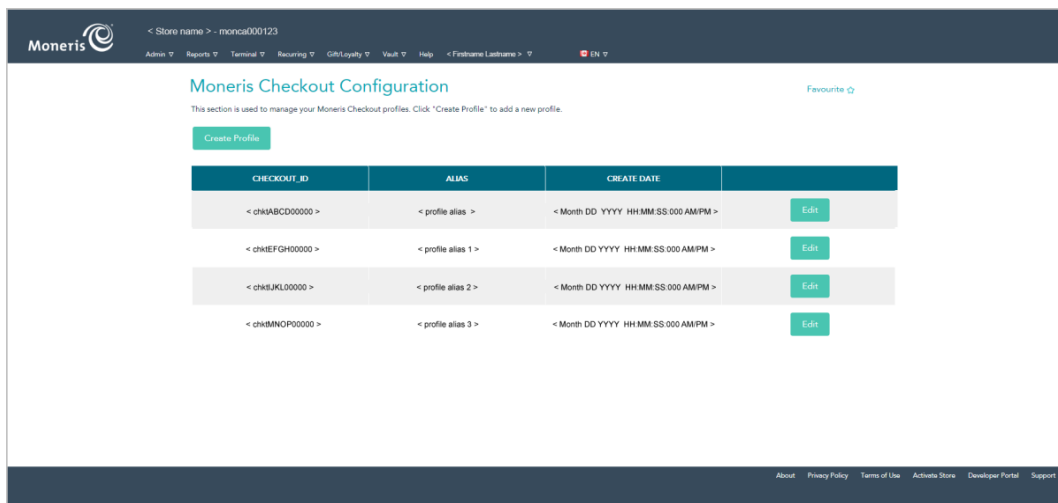 Moneris
< Store name > - monca000123
Admin ▽ Reports ▽ Terminal ▽ Recurring ▽ Gift/Loyalty ▽ Vault ▽ Help < Firstname Lastname > ▽ EN ▽
Moneris Checkout Configuration
Favourite ☆
This section is used to manage your Moneris Checkout profiles. Click "Create Profile" to add a new profile.
Create Profile
CHECKOUT_ID ALIAS CREATE DATE
< chktABCD00000 > < profile alias > < Month DD YYYY HH:MM:SS:000 AM/PM > Edit
< chktEFGH00000 > < profile alias 1 > < Month DD YYYY HH:MM:SS:000 AM/PM > Edit
< chktIJKL00000 > < profile alias 2 > < Month DD YYYY HH:MM:SS:000 AM/PM > Edit
< chktMNOP00000 > < profile alias 3 > < Month DD YYYY HH:MM:SS:000 AM/PM > Edit
About Privacy Policy Terms of Use Activate Store Developer Portal Support